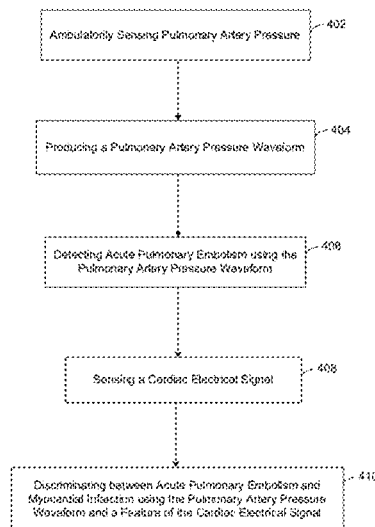 Ambulatorily Sensing Pulmonary Artery Pressure
402
Producing a Pulmonary Artery Pressure Waveform
404
Detecting Acute Pulmonary Embolism using the
Pulmonary Artery Pressure Waveform
406
Sensing a Cardiac Electrical Signal
408
Discriminating between Acute Pulmonary Embolism and
Myocardial Infarction using the Pulmonary Artery Pressure
Waveform and a Feature of the Cardiac Electrical Signal
410